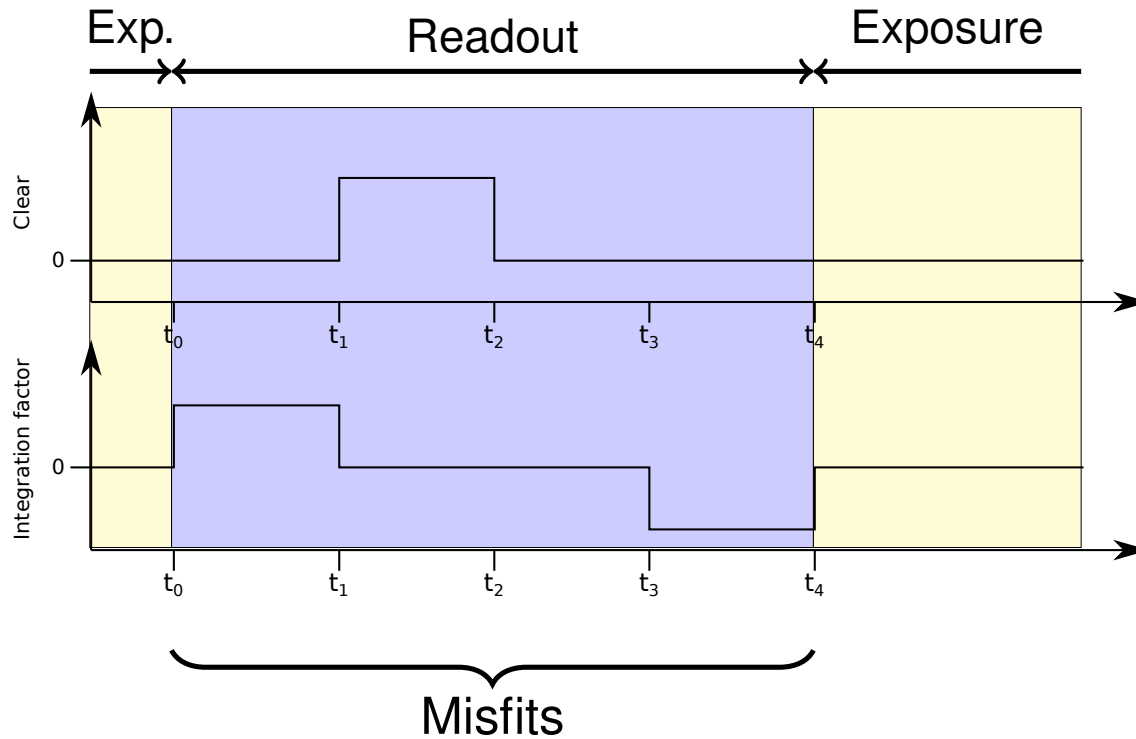 Exp.
Readout
Exposure
Clear
0
t₀ t₁ t₂ t₃ t₄
Integration factor
0
t₀ t₁ t₂ t₃ t₄
Misfits